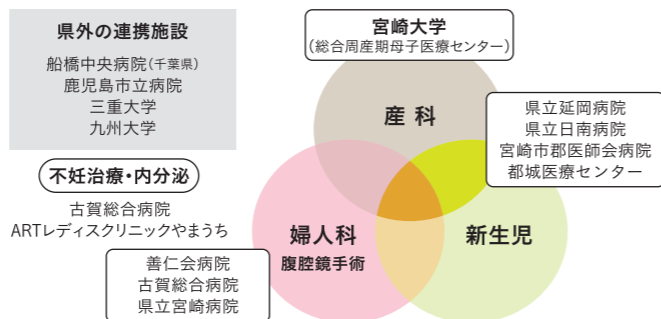 県外の連携施設
船橋中央病院(千葉県)
鹿児島市立病院
三重大学
九州大学
不妊治療・内分泌
古賀総合病院
ARTレディスクリニックやまうち
宮崎大学
(総合周産期母子医療センター)
産科
県立延岡病院
県立日南病院
宮崎市郡医師会病院
都城医療センター
婦人科
腹腔鏡手術
新生児
善仁会病院
古賀総合病院
県立宮崎病院